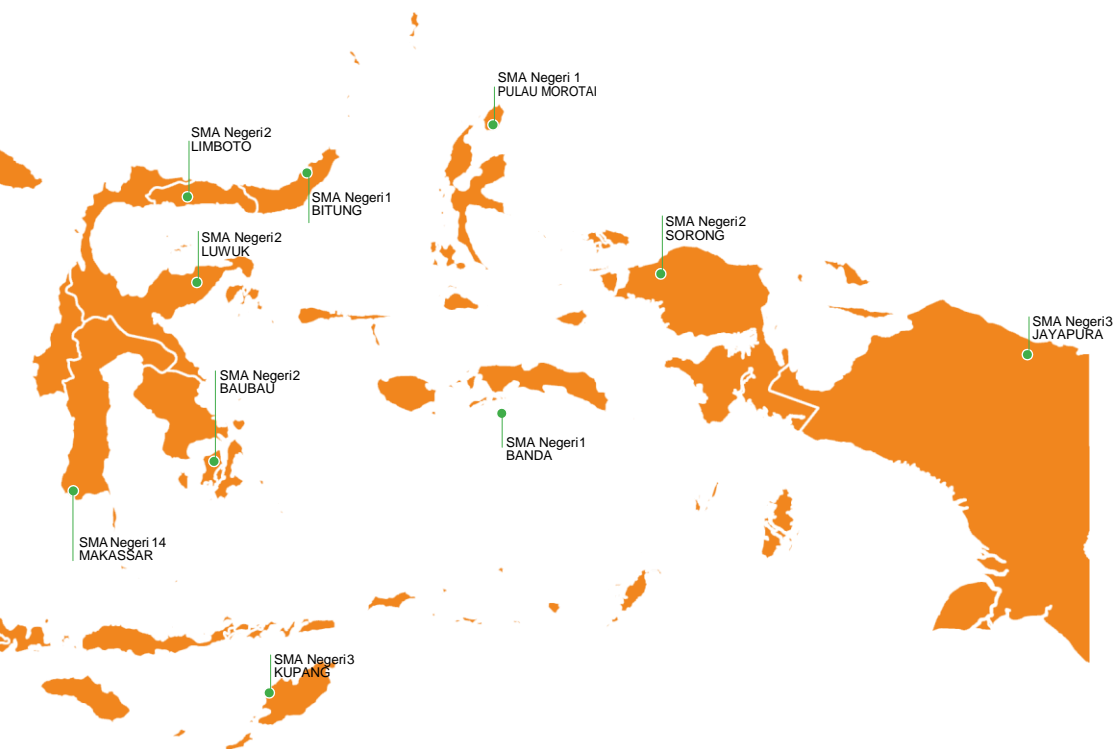 SMA Negeri 1
PULAU MOROTAI
SMA Negeri2
LIMBOTO
SMA Negeri1
BITUNG
SMA Negeri2
SORONG
SMA Negeri2
LUWUK
SMA Negeri3
JAYAPURA
SMA Negeri2
BAUBAU
SMA Negeri1
BANDA
SMA Negeri 14
MAKASSAR
SMA Negeri3
KUPANG